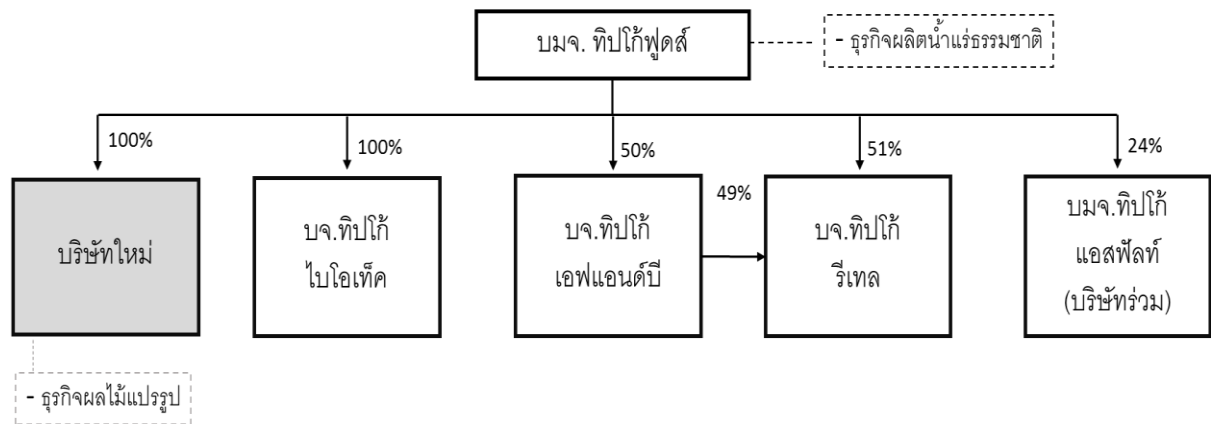 บมจ. ทิปโก้ฟูดส์
- ธุรกิจผลิตน้ำแร่ธรรมชาติ
100%
100%
50%
51%
24%
49%
บริษัทใหม่
บจ.ทิปโก้
ไบโอเท็ค
บจ.ทิปโก้
เอฟแอนด์บี
บจ.ทิปโก้
รีเทล
บมจ.ทิปโก้
แอสฟัลท์
(บริษัทร่วม)
- ธุรกิจผลไม้แปรรูป